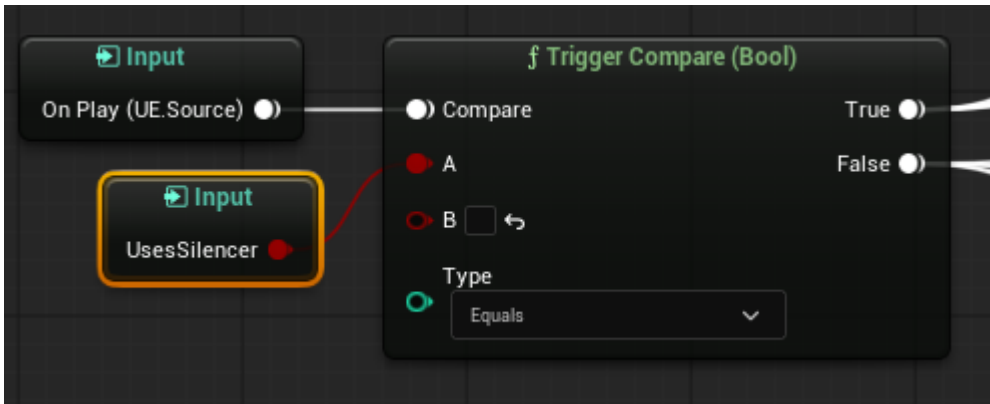 Input
On Play (UE.Source)
Input
UsesSilencer
f Trigger Compare (Bool)
Compare
True
A
False
B
Type
Equals